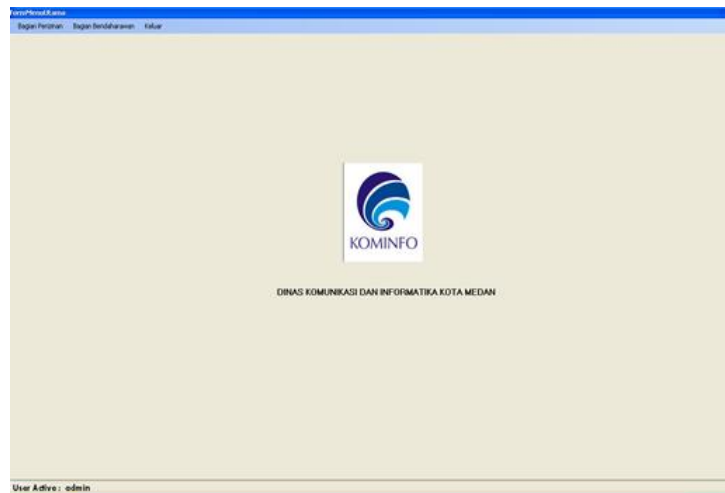 FormMenuUtama
Bagian Perizinan Bagian Bendaharawan Keluar
KOMINFO
DINAS KOMUNIKASI DAN INFORMATIKA KOTA MEDAN
User Active : admin